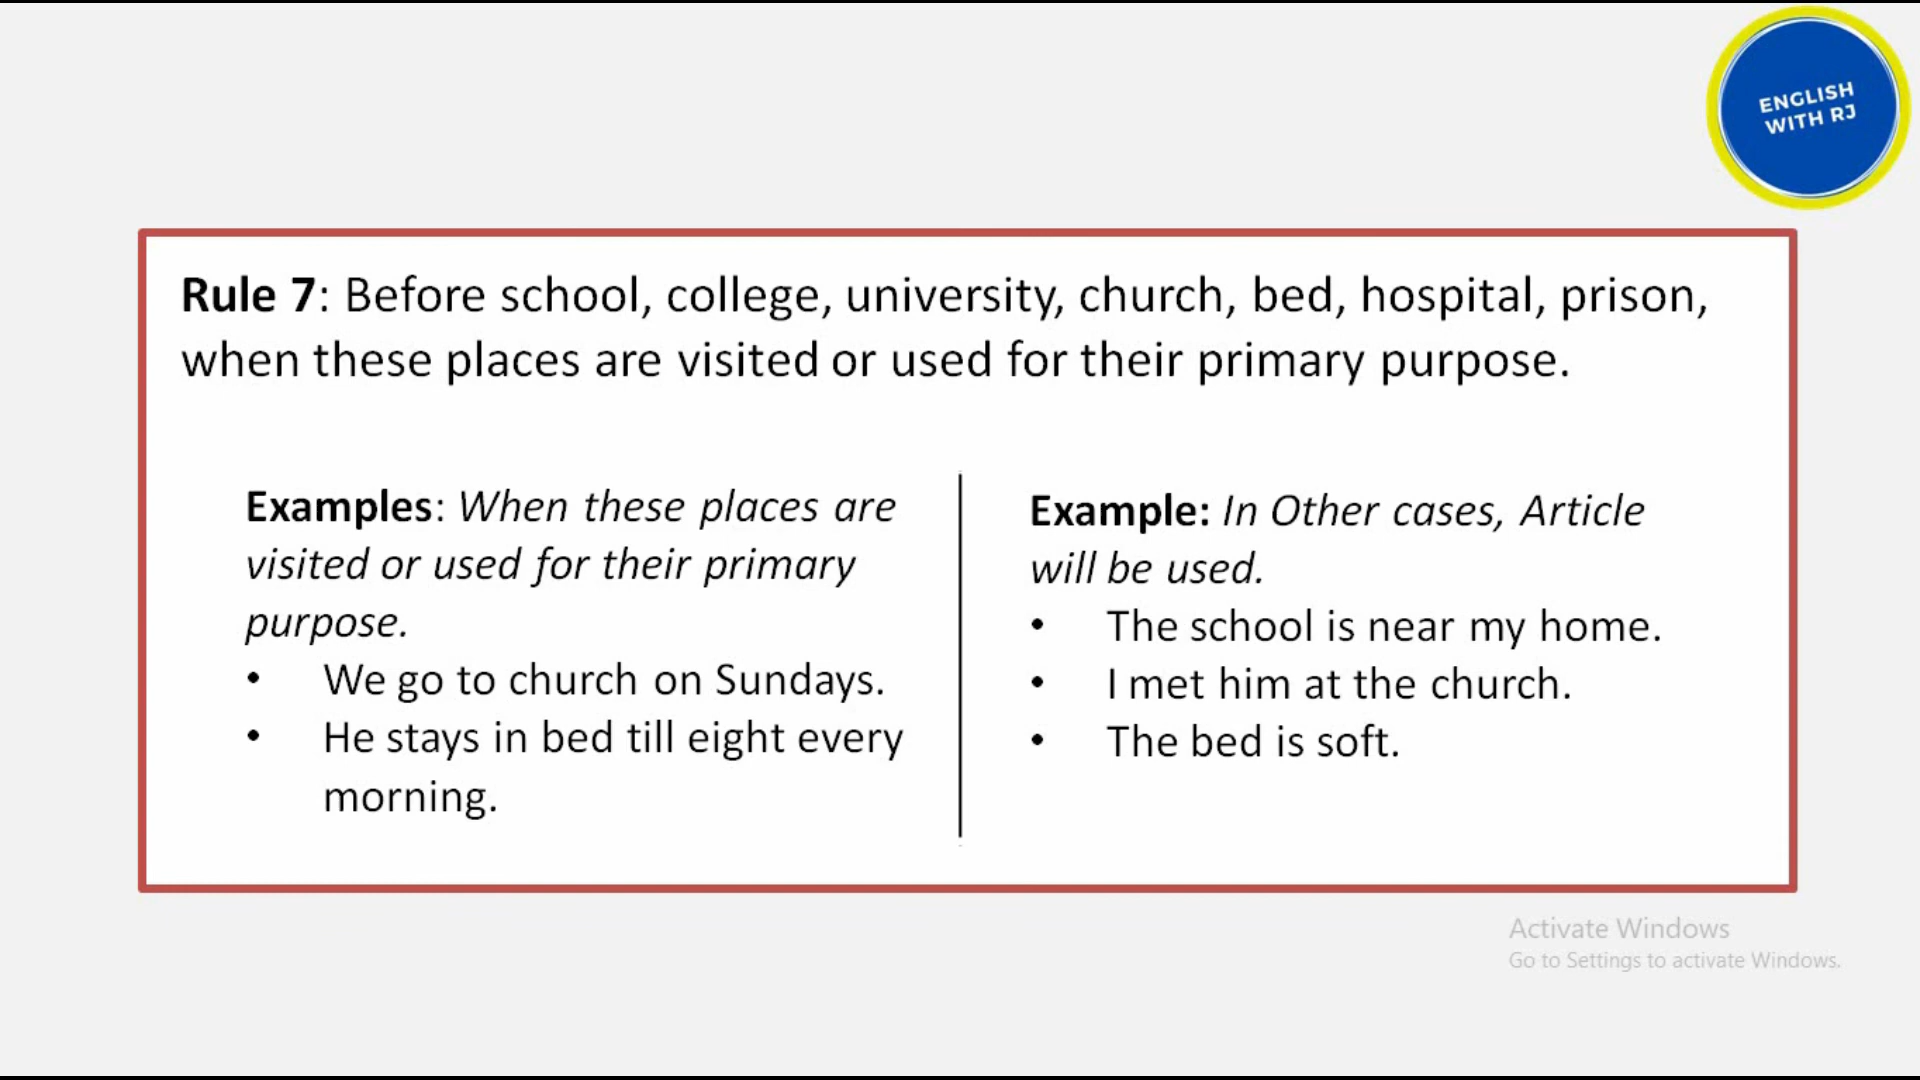 ENGLISH
WITH RJ
Rule 7: Before school, college, university, church, bed, hospital, prison,
when these places are visited or used for their primary purpose.
Examples: When these places are
visited or used for their primary
purpose.
• We go to church on Sundays.
• He stays in bed till eight every
morning.
Example: In Other cases, Article
will be used.
• The school is near my home.
• I met him at the church.
• The bed is soft.
Activate Windows
Go to Settings to activate Windows.